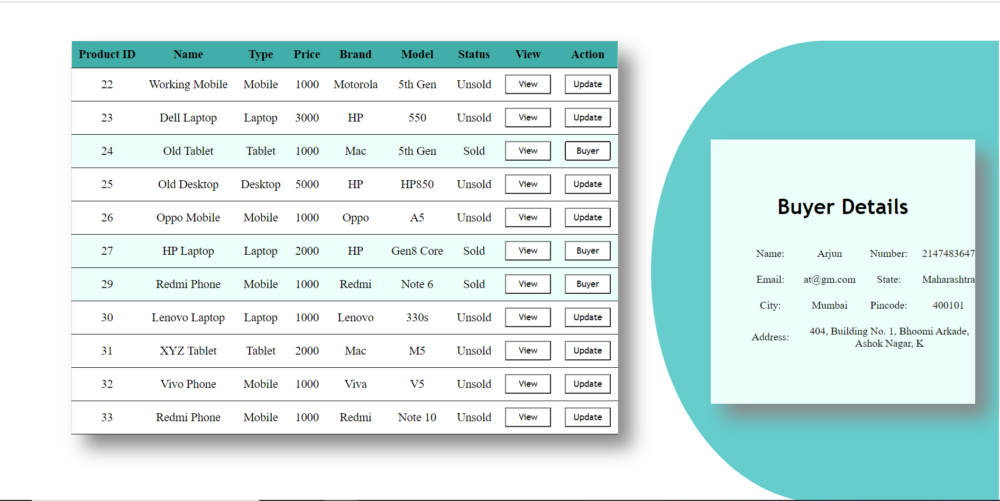 Product ID Name Type Price Brand Model Status View Action
22 Working Mobile Mobile 1000 Motorola 5th Gen Unsold View Update
23 Dell Laptop Laptop 3000 HP 550 Unsold View Update
24 Old Tablet Tablet 1000 Mac 5th Gen Sold View Buyer
25 Old Desktop Desktop 5000 HP HP850 Unsold View Update
26 Oppo Mobile Mobile 1000 Oppo A5 Unsold View Update
27 HP Laptop Laptop 2000 HP Gen8 Core Sold View Buyer
29 Redmi Phone Mobile 1000 Redmi Note 6 Sold View Buyer
30 Lenovo Laptop Laptop 1000 Lenovo 330s Unsold View Update
31 XYZ Tablet Tablet 2000 Mac M5 Unsold View Update
32 Vivo Phone Mobile 1000 Viva V5 Unsold View Update
33 Redmi Phone Mobile 1000 Redmi Note 10 Unsold View Update
Buyer Details
Name: Arjun Number: 2147483647
Email: at@gm.com State: Maharashtra
City: Mumbai Pincode: 400101
Address: 404, Building No. 1, Bhoomi Arkade,
Ashok Nagar, K